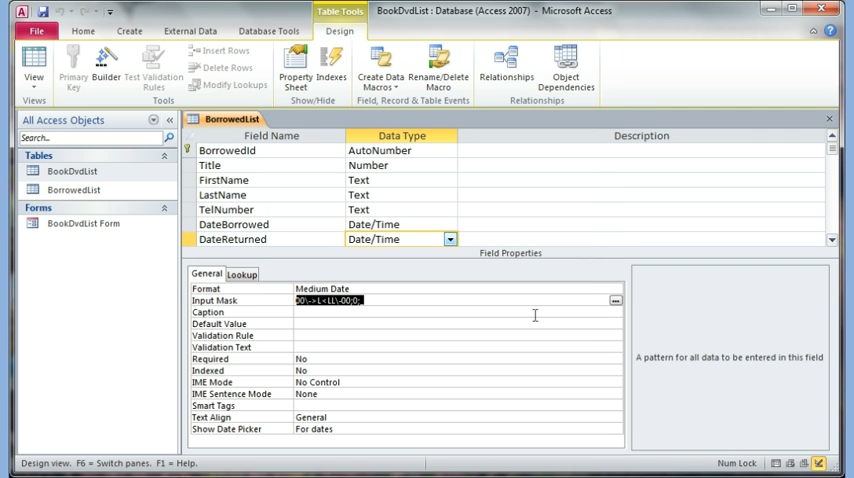 Table Tools
BookDvdList : Database (Access 2007) - Microsoft Access
File Home Create External Data Database Tools Design
View
Primary Key
Builder
Test Validation Rules
Insert Rows
Delete Rows
Modify Lookups
Property Sheet
Indexes
Create Data Macros
Rename/Delete Macro
Relationships
Object Dependencies
Views Tools Show/Hide Field, Record & Table Events Relationships
All Access Objects
Search...
Tables
BookDvdList
BorrowedList
Forms
BookDvdList Form
BorrowedList
Field Name Data Type Description
BorrowedId AutoNumber
Title Number
FirstName Text
LastName Text
TelNumber Text
DateBorrowed Date/Time
DateReturned Date/Time
Field Properties
General Lookup
Format Medium Date
Input Mask 00\->L<LL\-00;0;_
Caption
Default Value
Validation Rule
Validation Text
Required No
Indexed No
IME Mode No Control
IME Sentence Mode None
Smart Tags
Text Align General
Show Date Picker For dates
A pattern for all data to be entered in this field
Design view. F6 = Switch panes. F1 = Help.
Num Lock